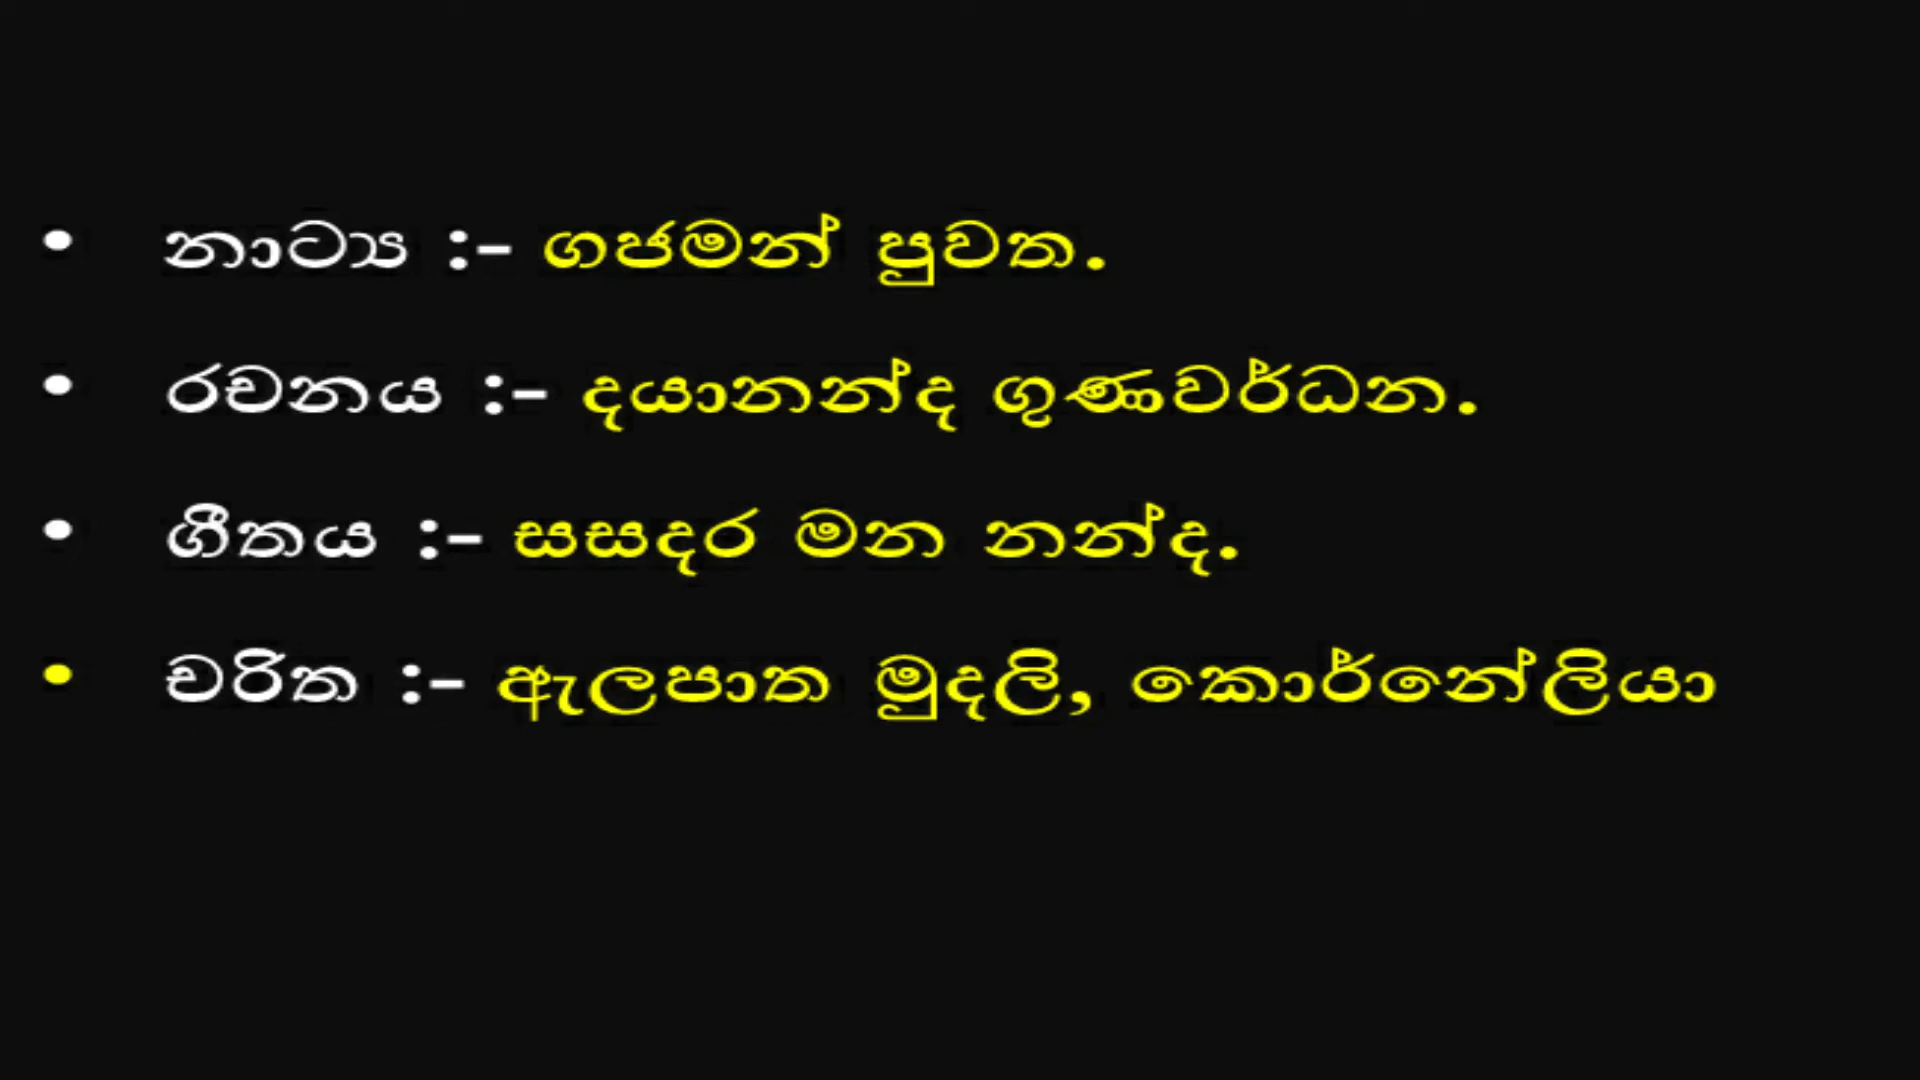 • නාට්‍ය :- ගජමන් පුවත.
• රචනය :- දයානන්ද ගුණවර්ධන.
• ගීතය :- සසදර මන නන්ද.
• චරිත :- ඇලපාත මුදලි, කොර්නේලියා